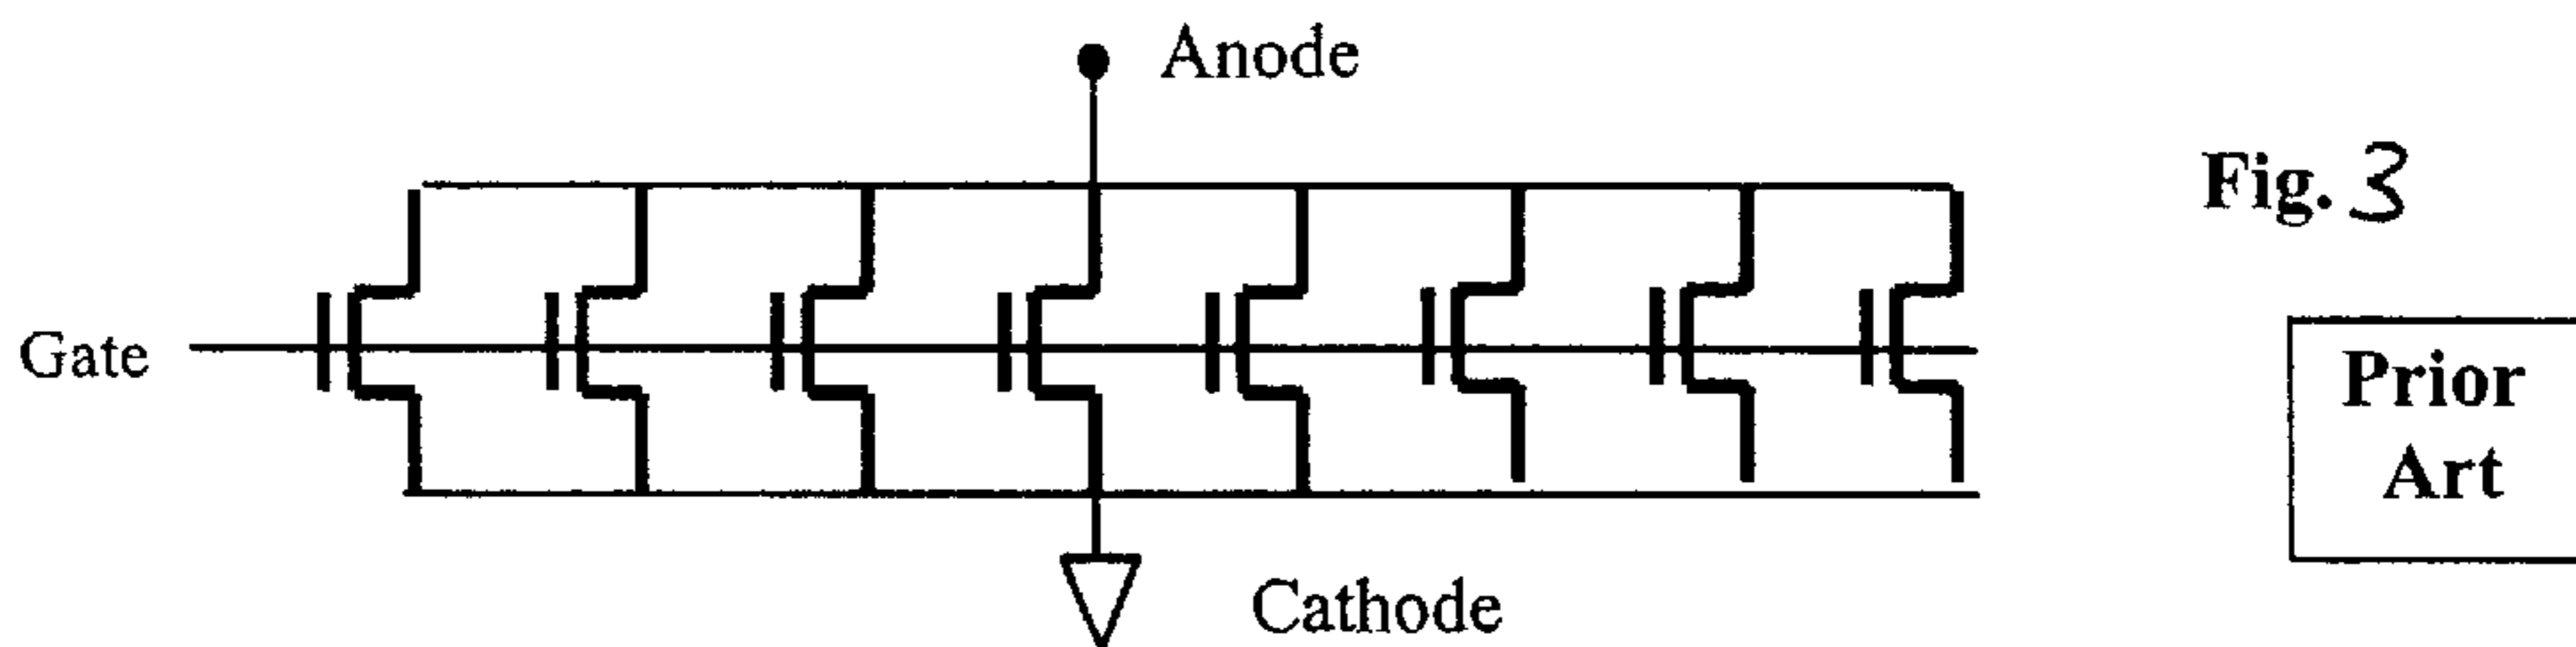 Anode
Fig. 3
Gate
Prior
Art
Cathode